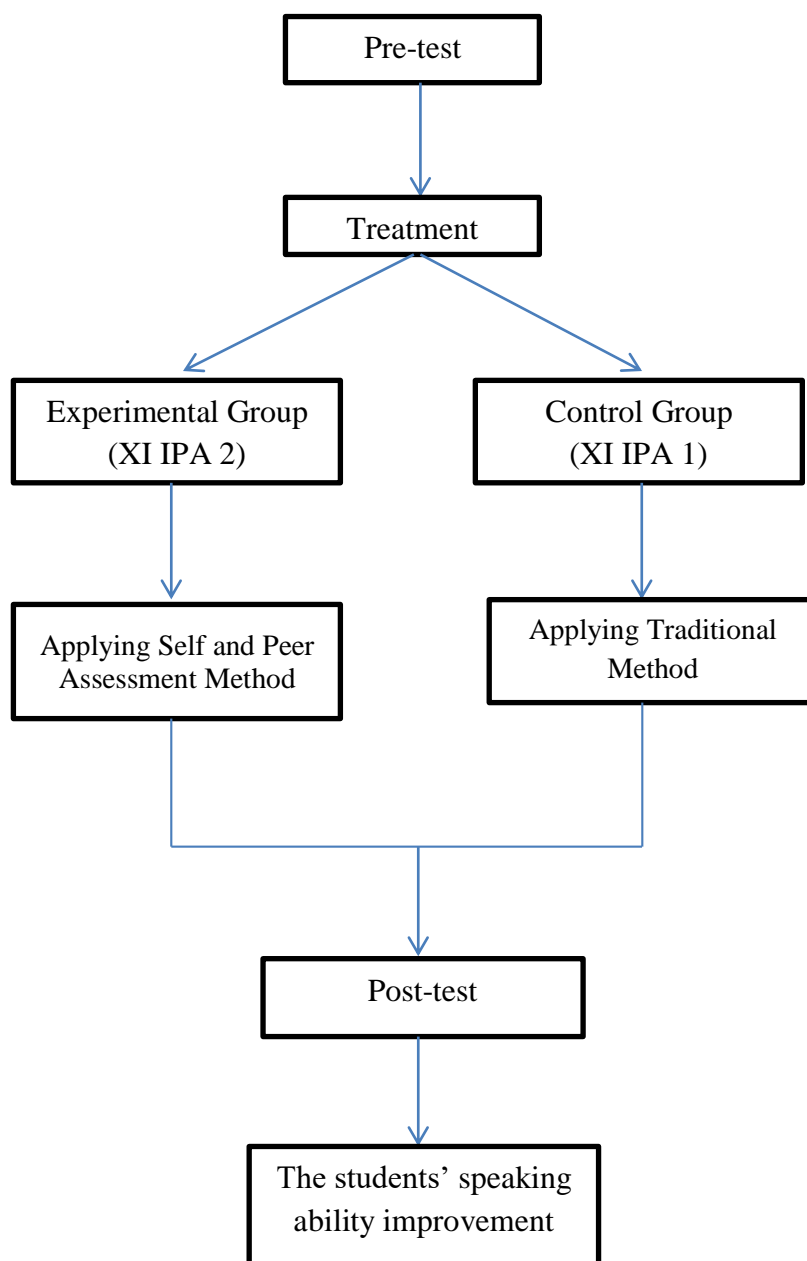 Pre-test
Treatment
Experimental Group
(XI IPA 2)
Control Group
(XI IPA 1)
Applying Self and Peer
Assessment Method
Applying Traditional
Method
Post-test
The students’ speaking
ability improvement